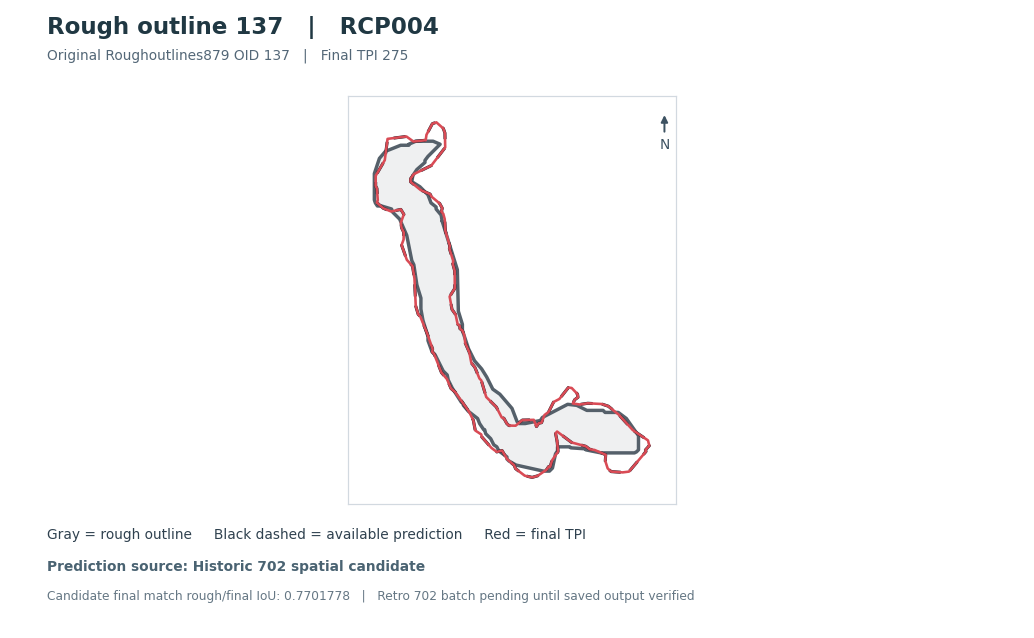 Rough outline 137   |   RCP004
Original Roughoutlines879 OID 137   |   Final TPI 275
N
Gray = rough outline     Black dashed = available prediction     Red = final TPI
Prediction source: Historic 702 spatial candidate
Candidate final match rough/final IoU: 0.7701778   |   Retro 702 batch pending until saved output verified